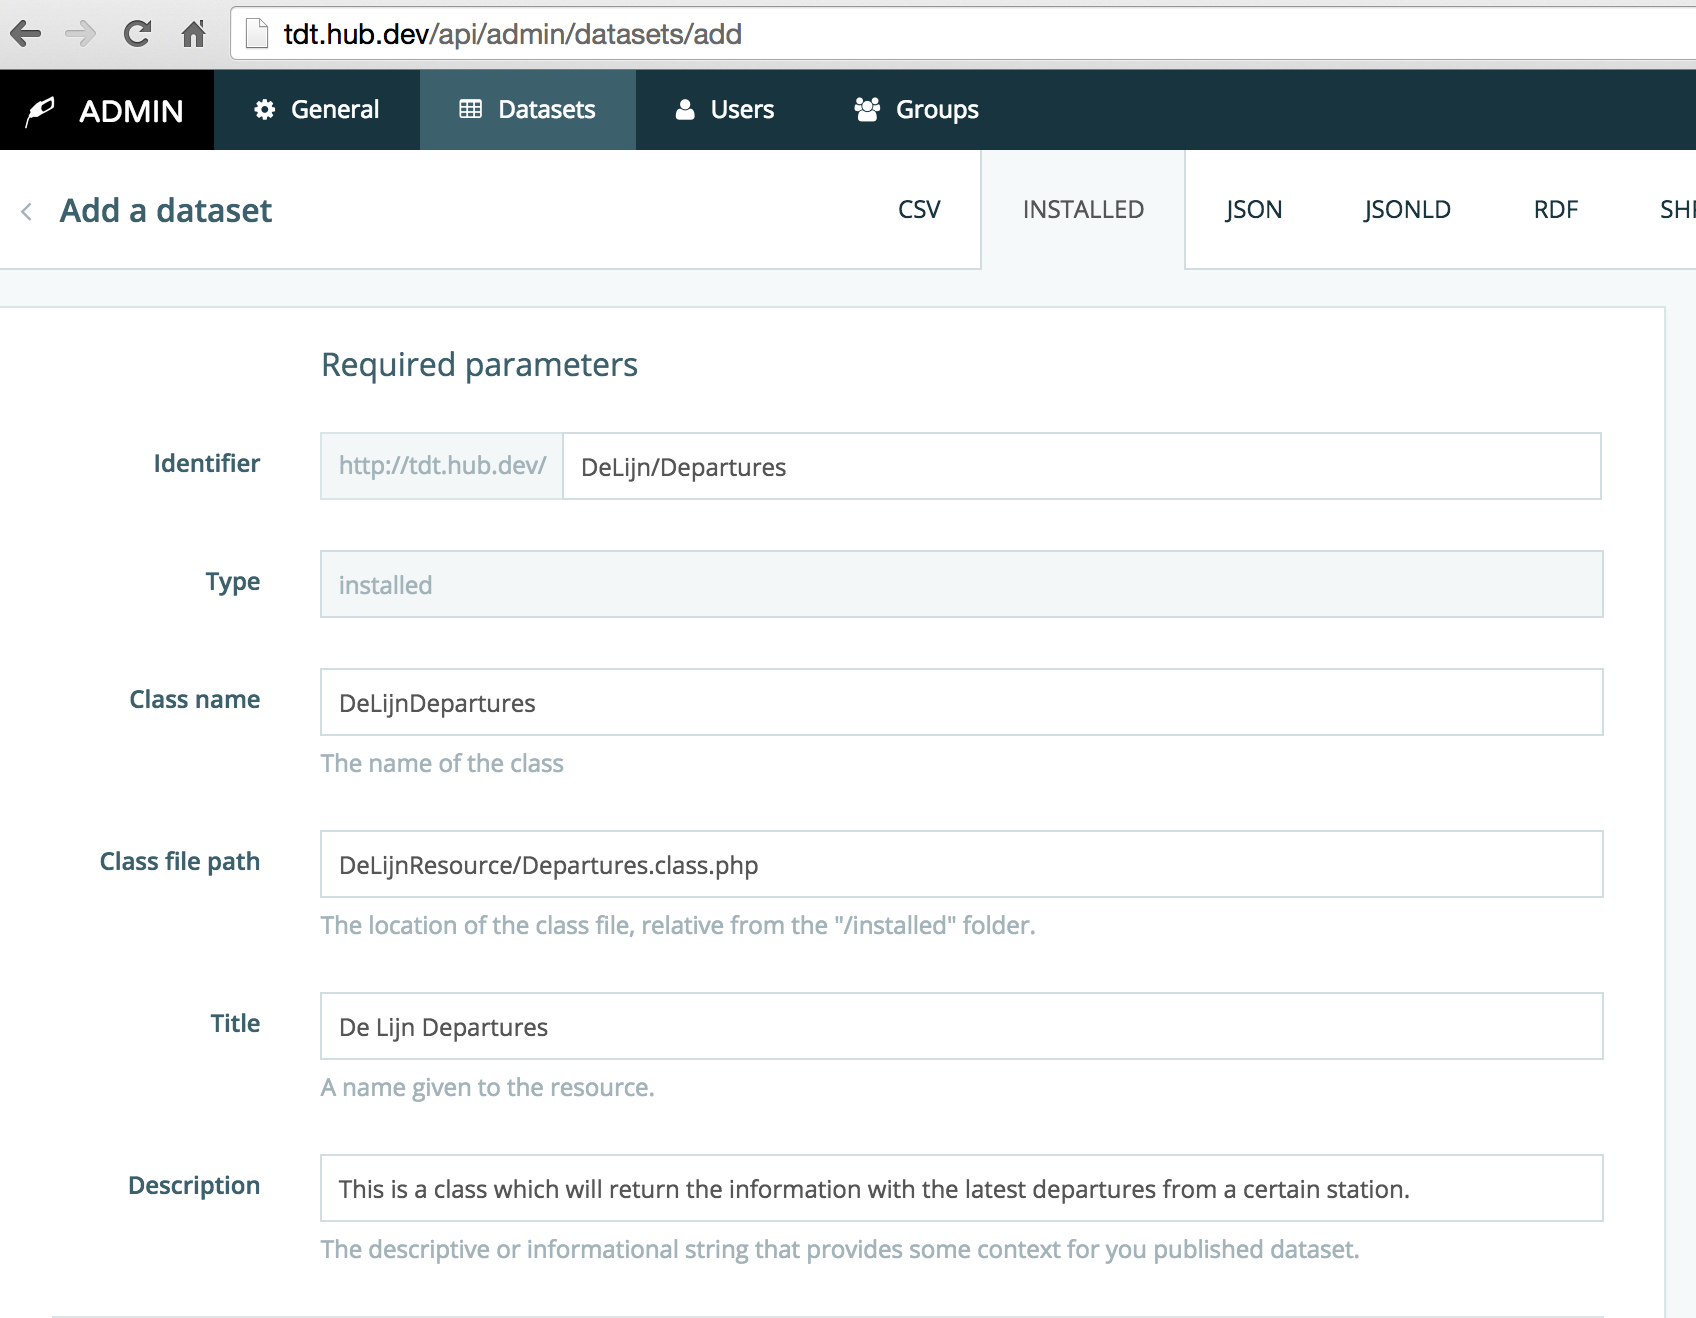 tdt.hub.dev/api/admin/datasets/add
ADMIN General Datasets Users Groups
Add a dataset CSV INSTALLED JSON JSONLD RDF
Required parameters
Identifier http://tdt.hub.dev/ DeLijn/Departures
Type installed
Class name DeLijnDepartures
The name of the class
Class file path DeLijnResource/Departures.class.php
The location of the class file, relative from the "/installed" folder.
Title De Lijn Departures
A name given to the resource.
Description This is a class which will return the information with the latest departures from a certain station.
The descriptive or informational string that provides some context for you published dataset.